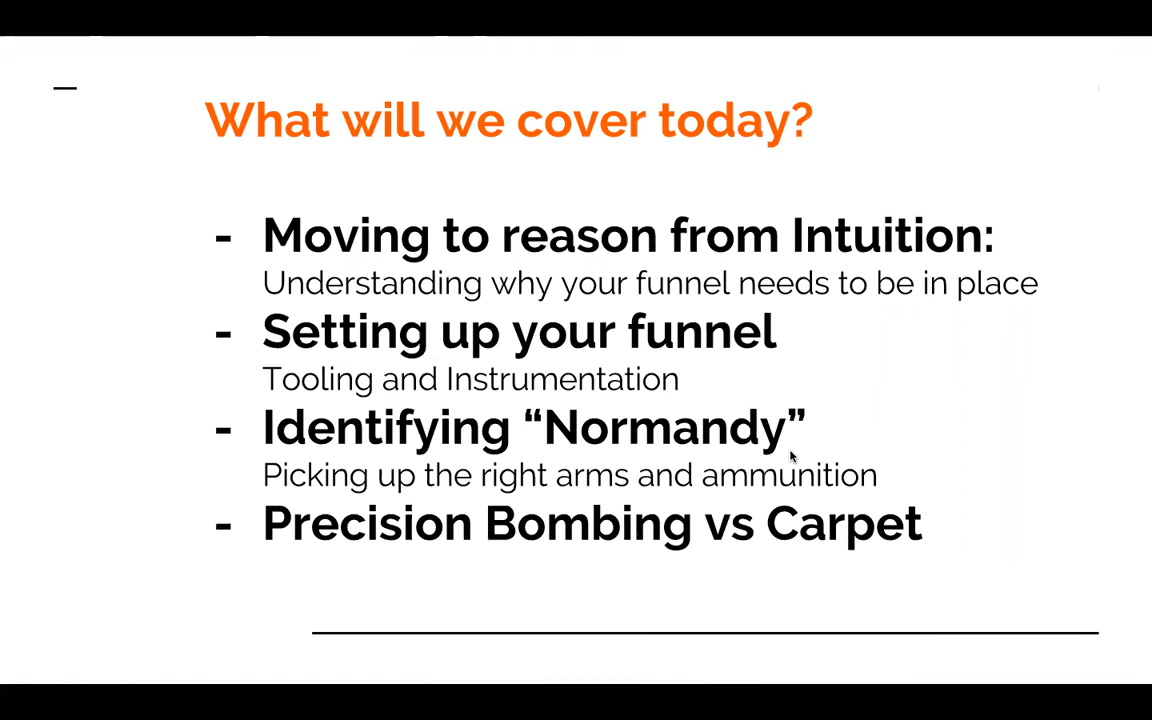 What will we cover today?
- Moving to reason from Intuition:
Understanding why your funnel needs to be in place
- Setting up your funnel
Tooling and Instrumentation
- Identifying “Normandy”
Picking up the right arms and ammunition
- Precision Bombing vs Carpet